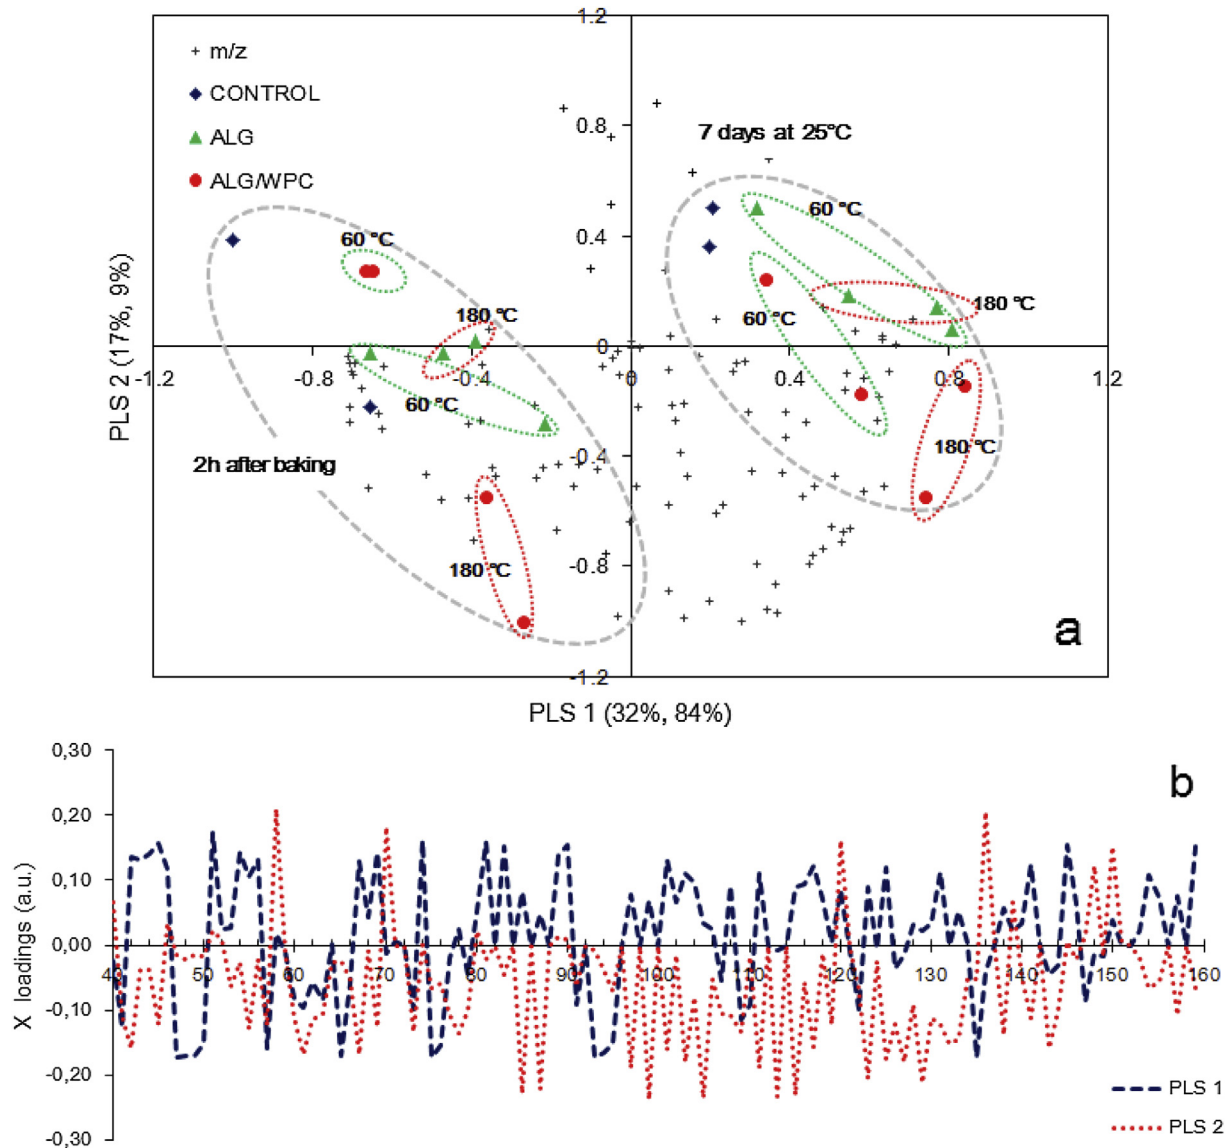 1.2
+ m/z
CONTROL
ALG
ALG/WPC
0.8
7 days at 25°C
60 °C
60 °C
0.4
180 °C
60 °C
180 °C
0
-1.2
-0.8
-0.4
0
0.4
0.8
1.2
60 °C
2h after baking
-0.4
180 °C
180 °C
-0.8
-1.2
a
PLS 2 (17%, 9%)
PLS 1 (32%, 84%)
b
0,30
0,20
0,10
0,00
-0,10
-0,20
-0,30
X loadings (a.u.)
40 50 60 70 80 90 100 110 120 130 140 150 160
PLS 1
PLS 2